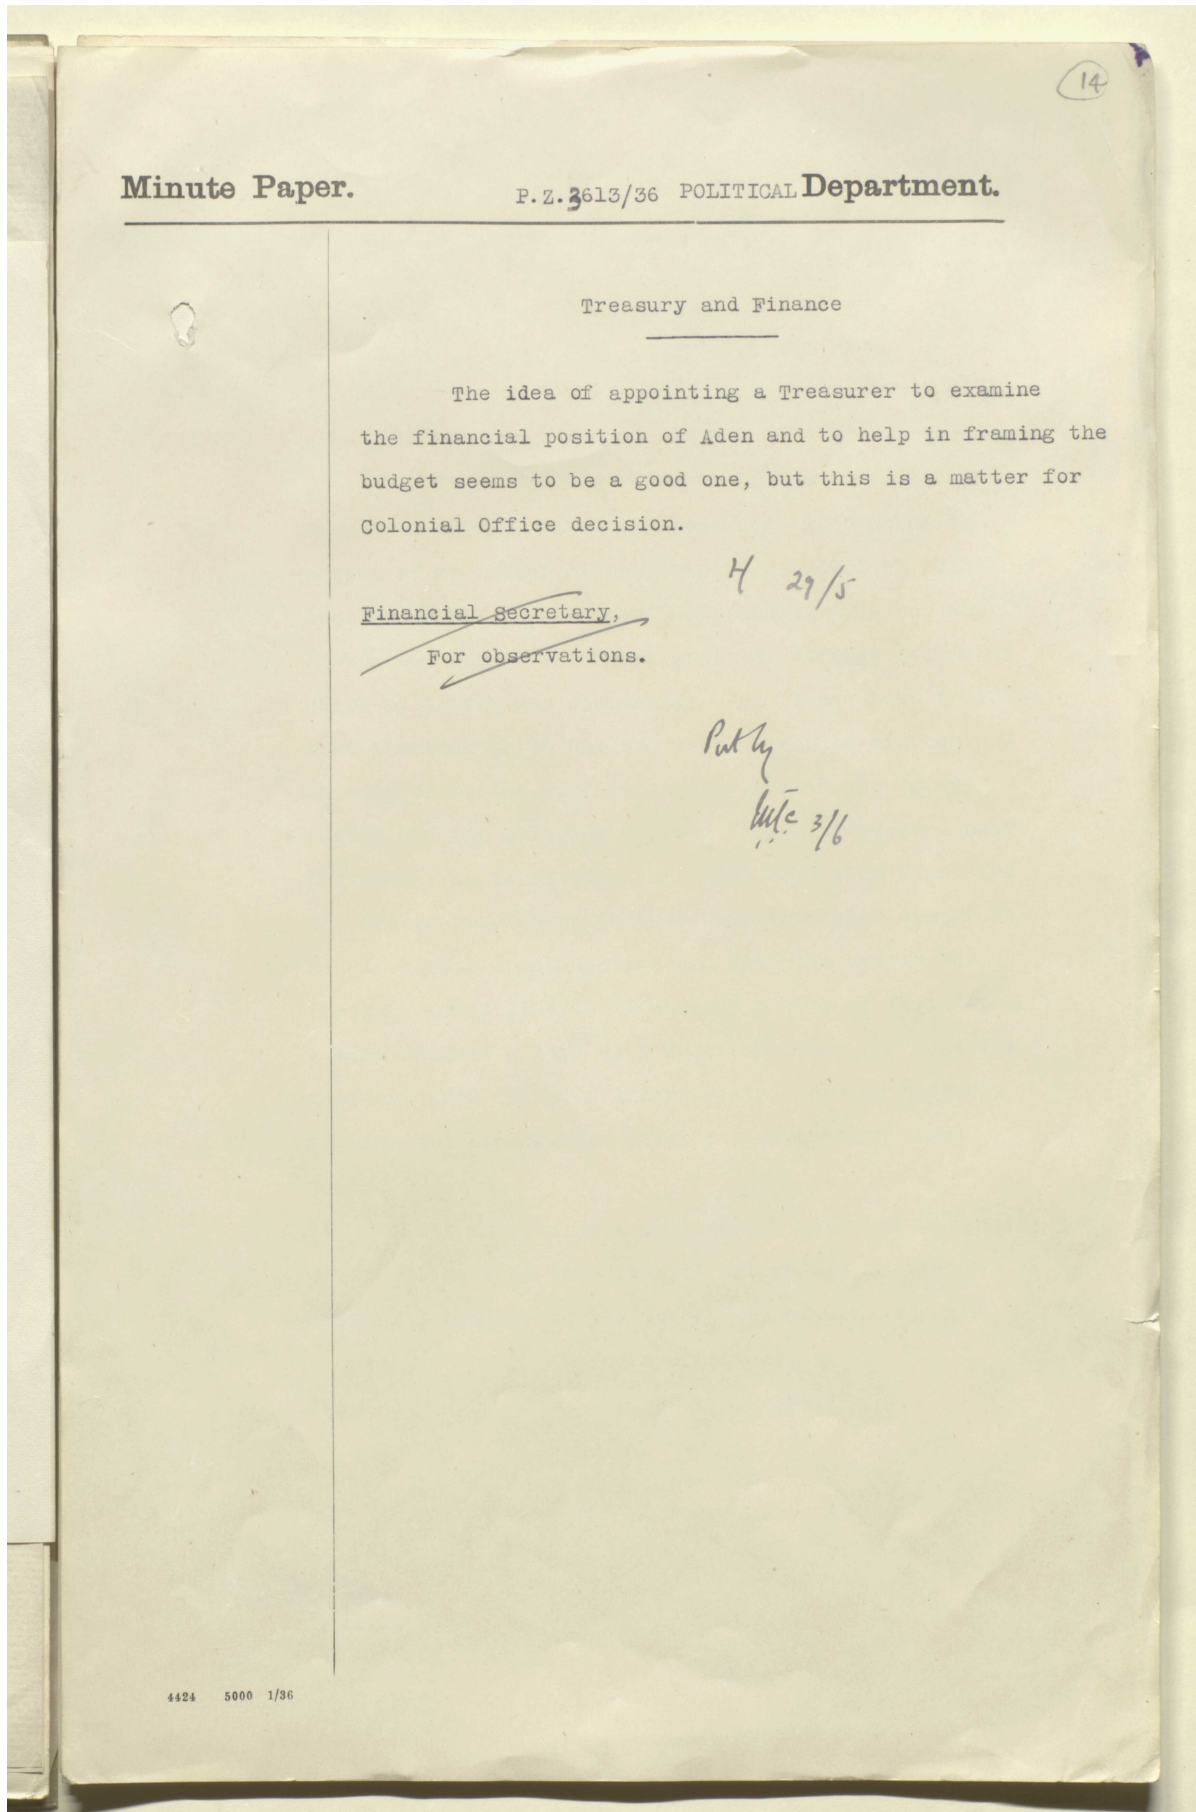 14
Minute Paper. P.Z.3613/36 POLITICAL Department.
Treasury and Finance
The idea of appointing a Treasurer to examine
the financial position of Aden and to help in framing the
budget seems to be a good one, but this is a matter for
Colonial Office decision.
29/5
Financial Secretary,
For observations.
Put by
3/6
4424 5000 1/36